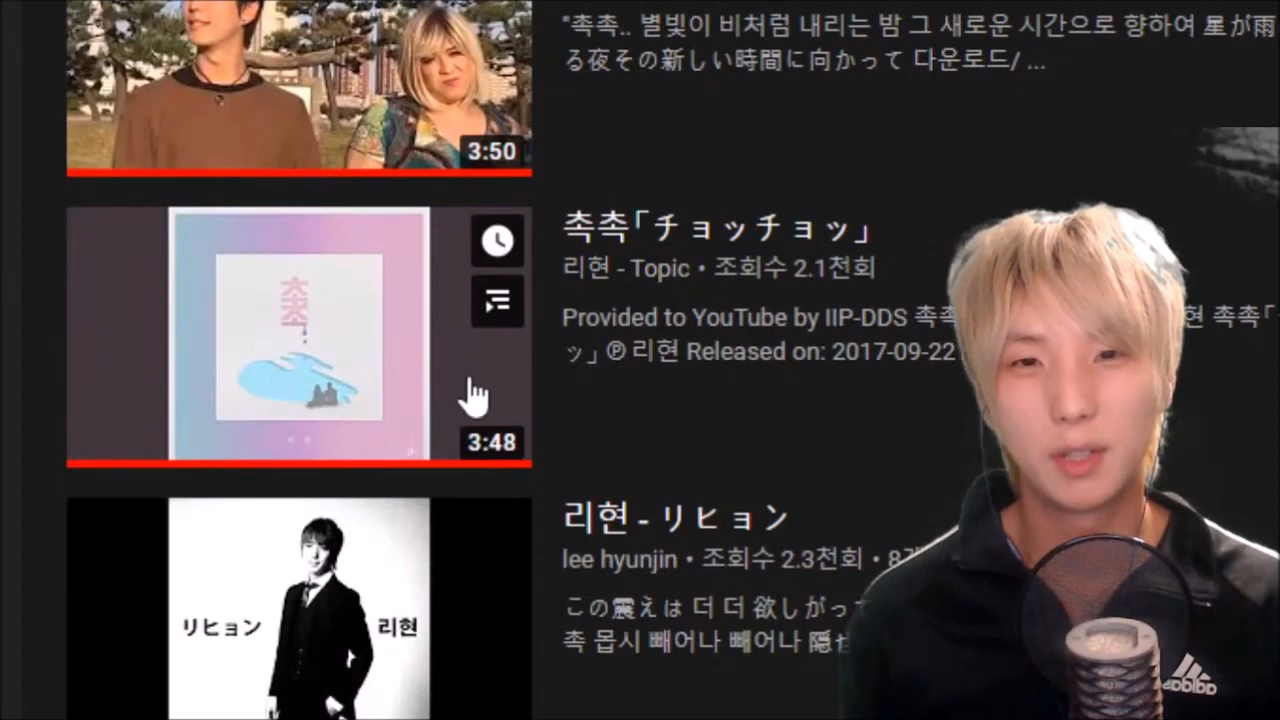 "촉촉.. 별빛이 비처럼 내리는 밤 그 새로운 시간으로 향하여 星が雨
る夜その新しい時間に向かって 다운로드/ ...
3:50
촉촉「チョッチョッ」
리현 - Topic • 조회수 2.1천회
Provided to YouTube by IIP-DDS 촉촉 현 촉촉「
ッ」 ℗ 리현 Released on: 2017-09-22
촉촉
3:48
리현 - リヒョン
lee hyunjin • 조회수 2.3천회 • 8
この震えは 더 더 欲しがっ
촉 몹시 빼어나 빼어나 隠
リヒョン 리현
adidas